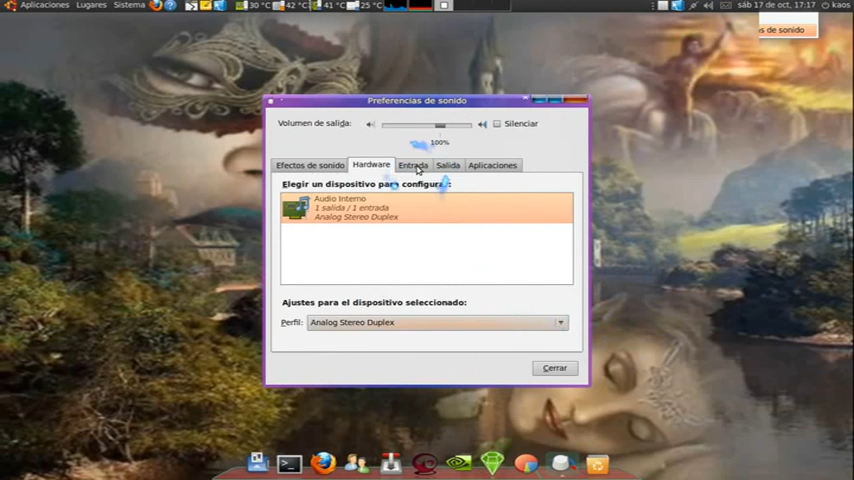 Aplicaciones Lugares Sistema 30 °C 42 °C 41 °C 25 °C sáb 17 de oct, 17:17 kaos
as de sonido
Preferencias de sonido
Volumen de salida: Silenciar
100%
Efectos de sonido Hardware Entrada Salida Aplicaciones
Elegir un dispositivo para configurar:
Audio Interno
1 salida / 1 entrada
Analog Stereo Duplex
Ajustes para el dispositivo seleccionado:
Perfil: Analog Stereo Duplex
Cerrar